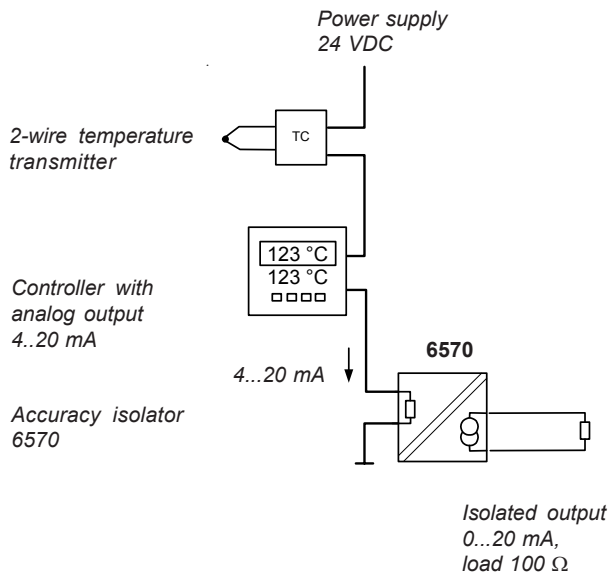 Power supply
24 VDC
2-wire temperature
transmitter
TC
123 °C
123 °C
Controller with
analog output
4..20 mA
4...20 mA
6570
Accuracy isolator
6570
Isolated output
0...20 mA,
load 100 Ω